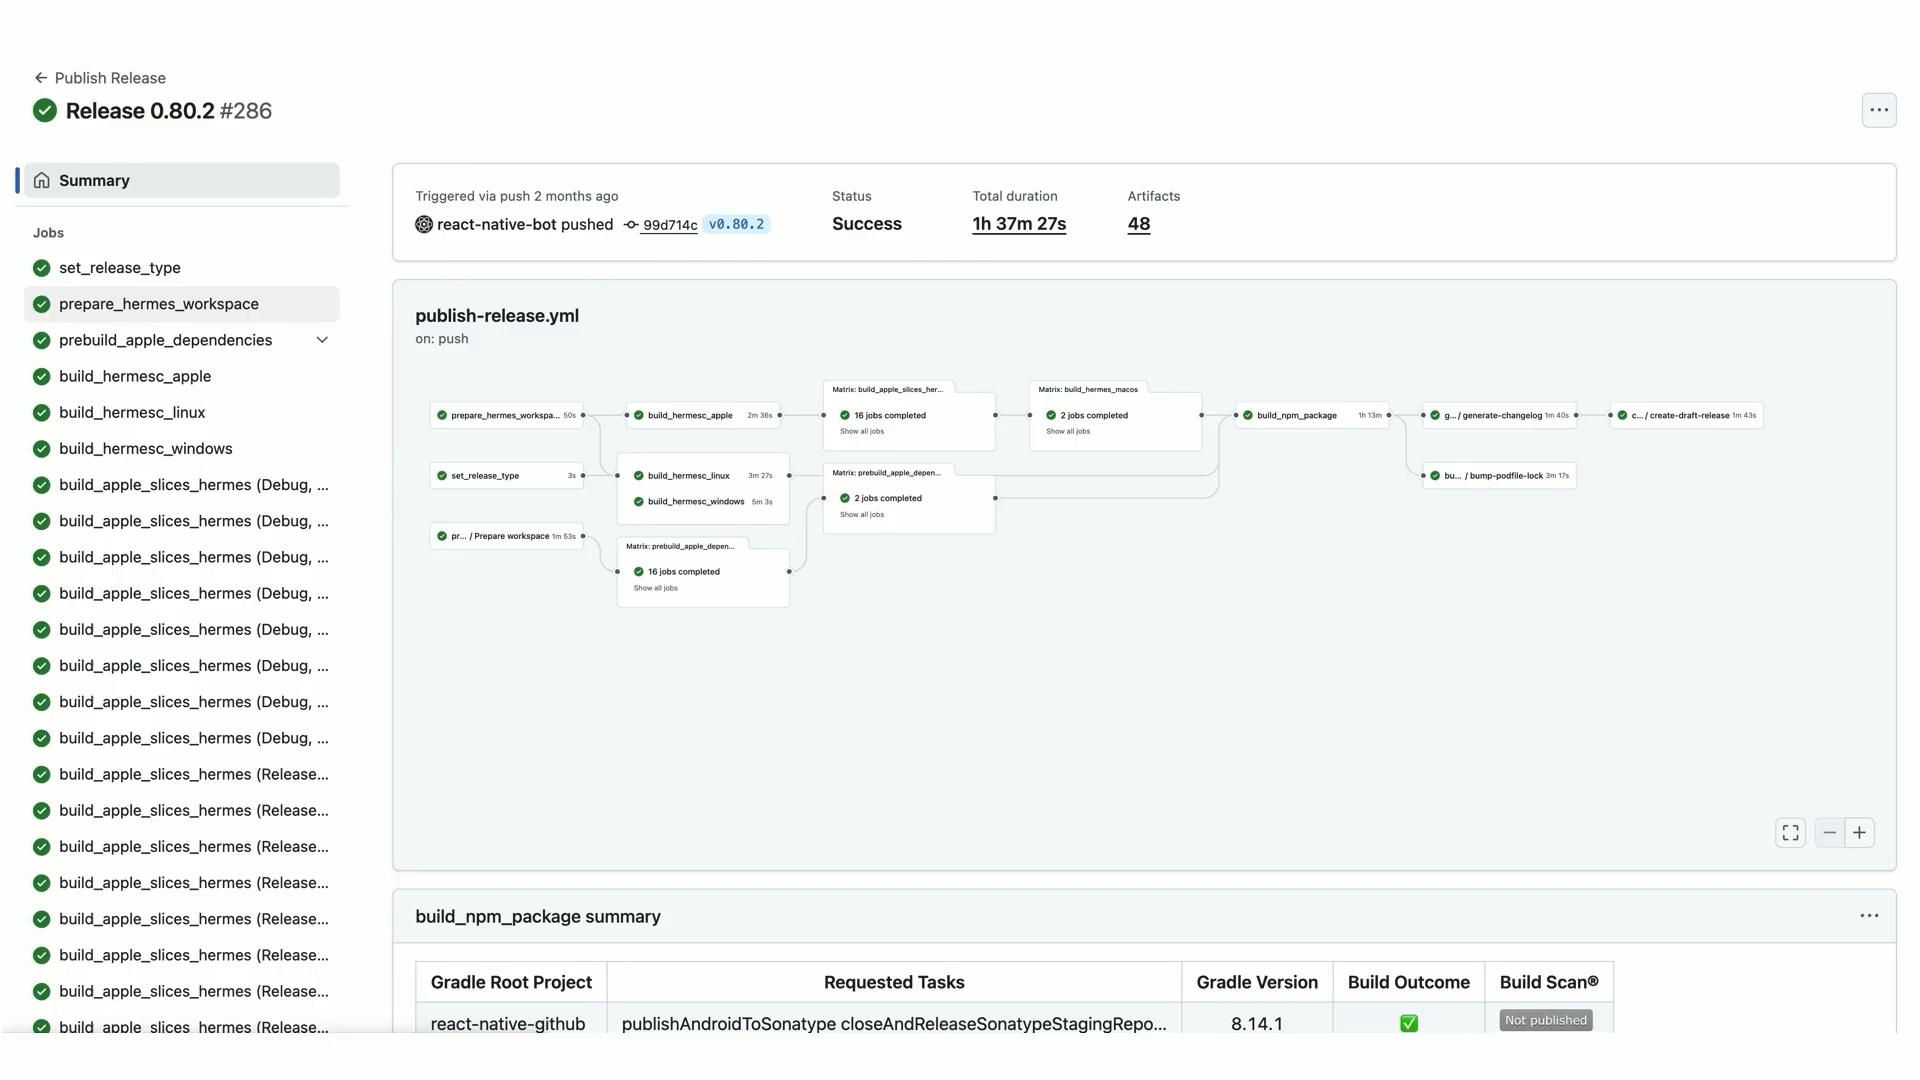 ← Publish Release
Release 0.80.2 #286
Summary
Jobs
set_release_type
prepare_hermes_workspace
prebuild_apple_dependencies
build_hermesc_apple
build_hermesc_linux
build_hermesc_windows
build_apple_slices_hermes (Debug, ...
build_apple_slices_hermes (Debug, ...
build_apple_slices_hermes (Debug, ...
build_apple_slices_hermes (Debug, ...
build_apple_slices_hermes (Debug, ...
build_apple_slices_hermes (Debug, ...
build_apple_slices_hermes (Debug, ...
build_apple_slices_hermes (Debug, ...
build_apple_slices_hermes (Release...
build_apple_slices_hermes (Release...
build_apple_slices_hermes (Release...
build_apple_slices_hermes (Release...
build_apple_slices_hermes (Release...
build_apple_slices_hermes (Release...
build_apple_slices_hermes (Release...
build_apple_slices_hermes (Release...
Triggered via push 2 months ago
react-native-bot pushed 99d714c v0.80.2
Status
Success
Total duration
1h 37m 27s
Artifacts
48
publish-release.yml
on: push
prepare_hermes_workspa... 50s
set_release_type 3s
pr... / Prepare workspace 1m 53s
build_hermesc_apple 2m 36s
build_hermesc_linux 3m 27s
build_hermesc_windows 5m 3s
Matrix: prebuild_apple_depen...
16 jobs completed
Show all jobs
Matrix: build_apple_slices_her...
16 jobs completed
Show all jobs
Matrix: prebuild_apple_depen...
2 jobs completed
Show all jobs
Matrix: build_hermes_macos
2 jobs completed
Show all jobs
build_npm_package 1h 13m
g... / generate-changelog 1m 40s
bu... / bump-podfile-lock 3m 17s
c... / create-draft-release 1m 43s
build_npm_package summary
Gradle Root Project Requested Tasks Gradle Version Build Outcome Build Scan®
react-native-github publishAndroidToSonatype closeAndReleaseSonatypeStagingRepo... 8.14.1 ✅ Not published